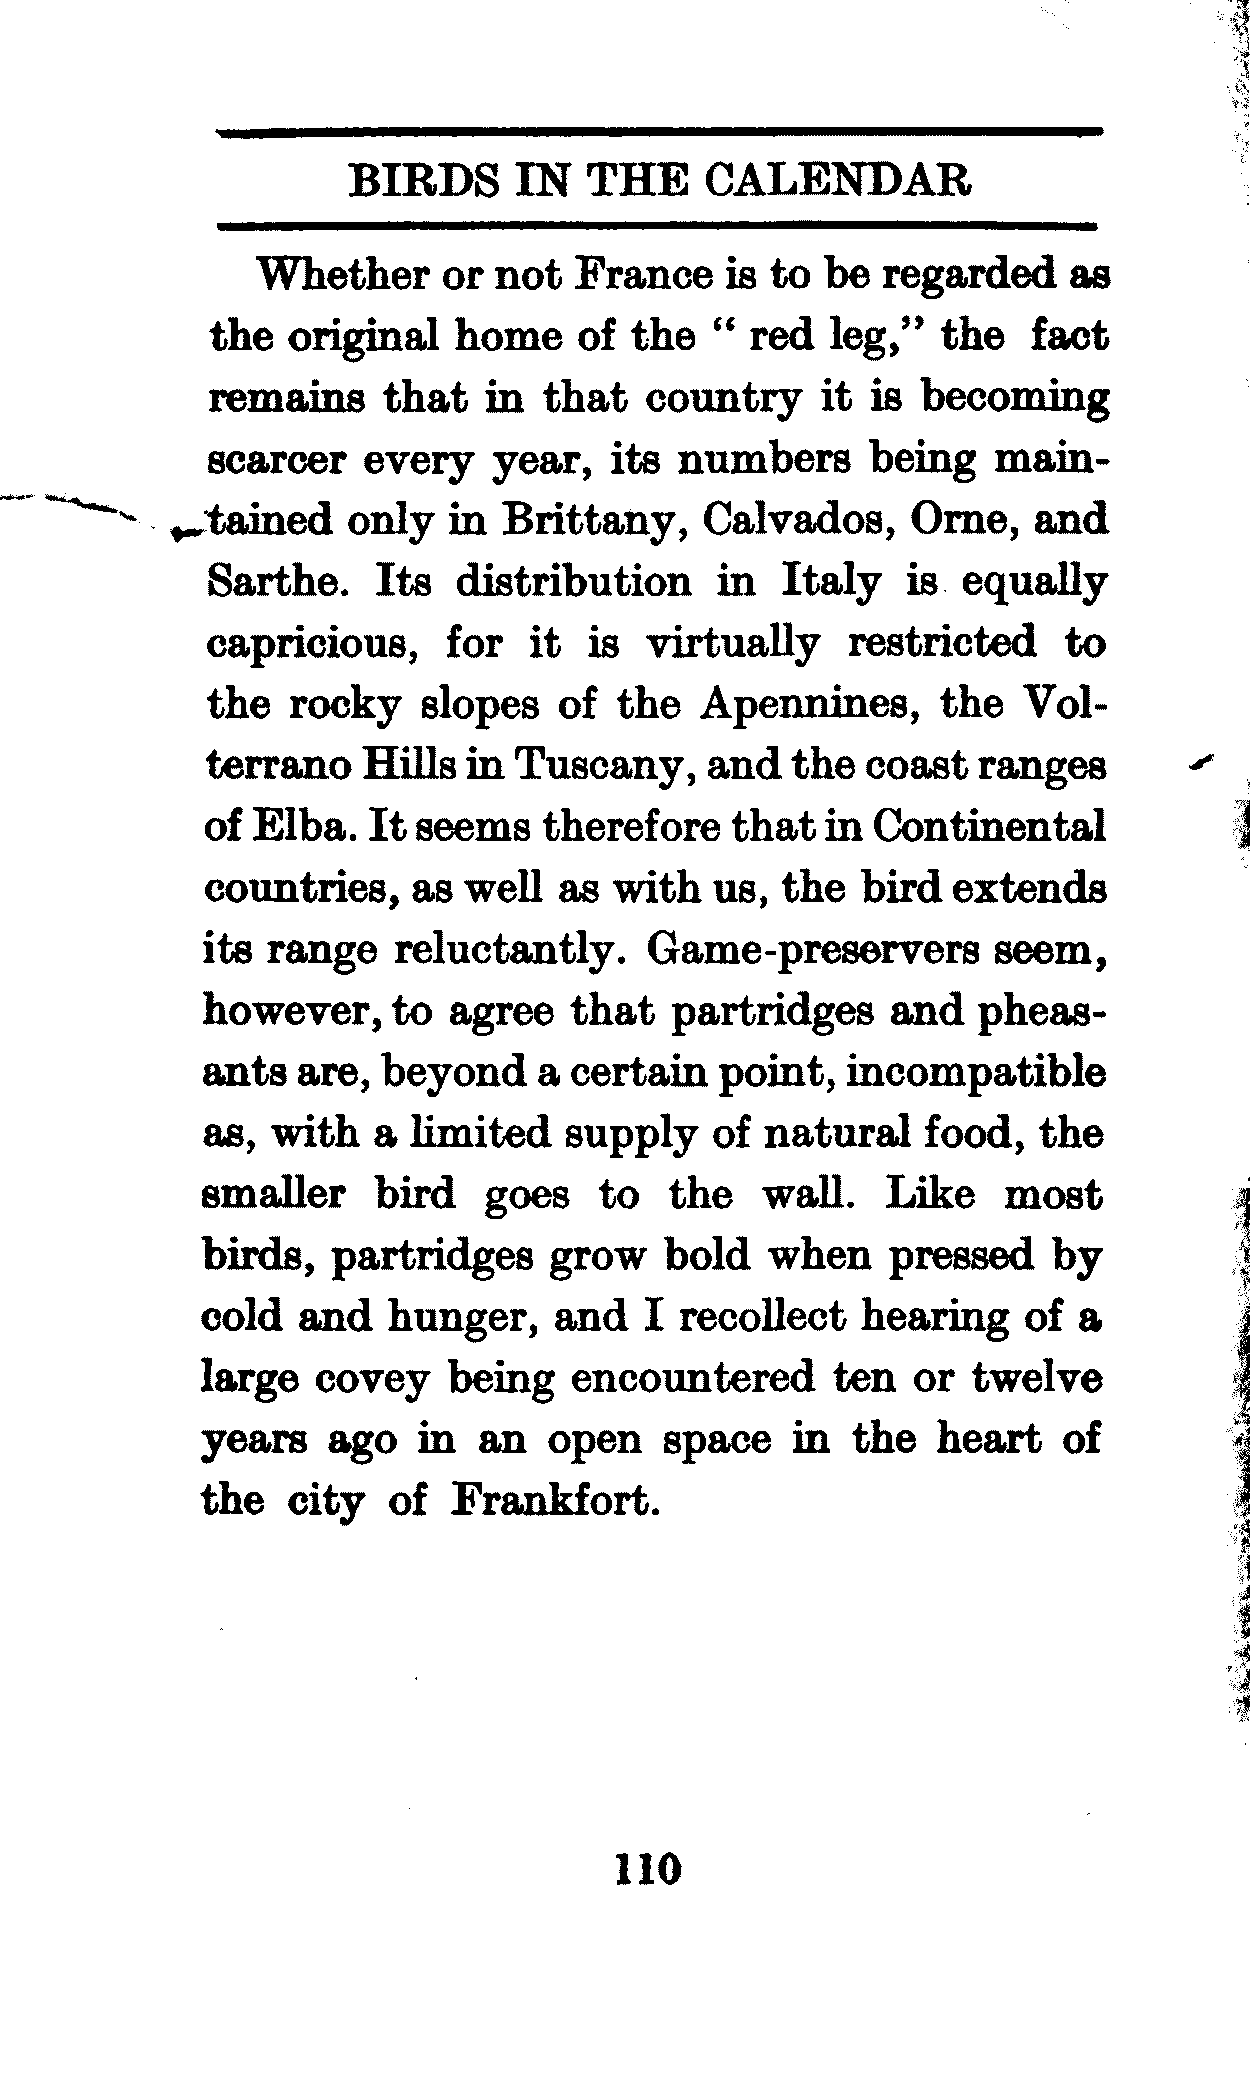 BIRDS IN THE CALENDAR
Whether or not France is to be regarded as
the original home of the “ red leg,” the fact
remains that in that country it is becoming
scarcer every year, its numbers being main-
tained only in Brittany, Calvados, Orne, and
Sarthe. Its distribution in Italy is equally
capricious, for it is virtually restricted to
the rocky slopes of the Apennines, the Vol-
terrano Hills in Tuscany, and the coast ranges
of Elba. It seems therefore that in Continental
countries, as well as with us, the bird extends
its range reluctantly. Game-preservers seem,
however, to agree that partridges and pheas-
ants are, beyond a certain point, incompatible
as, with a limited supply of natural food, the
smaller bird goes to the wall. Like most
birds, partridges grow bold when pressed by
cold and hunger, and I recollect hearing of a
large covey being encountered ten or twelve
years ago in an open space in the heart of
the city of Frankfort.
110